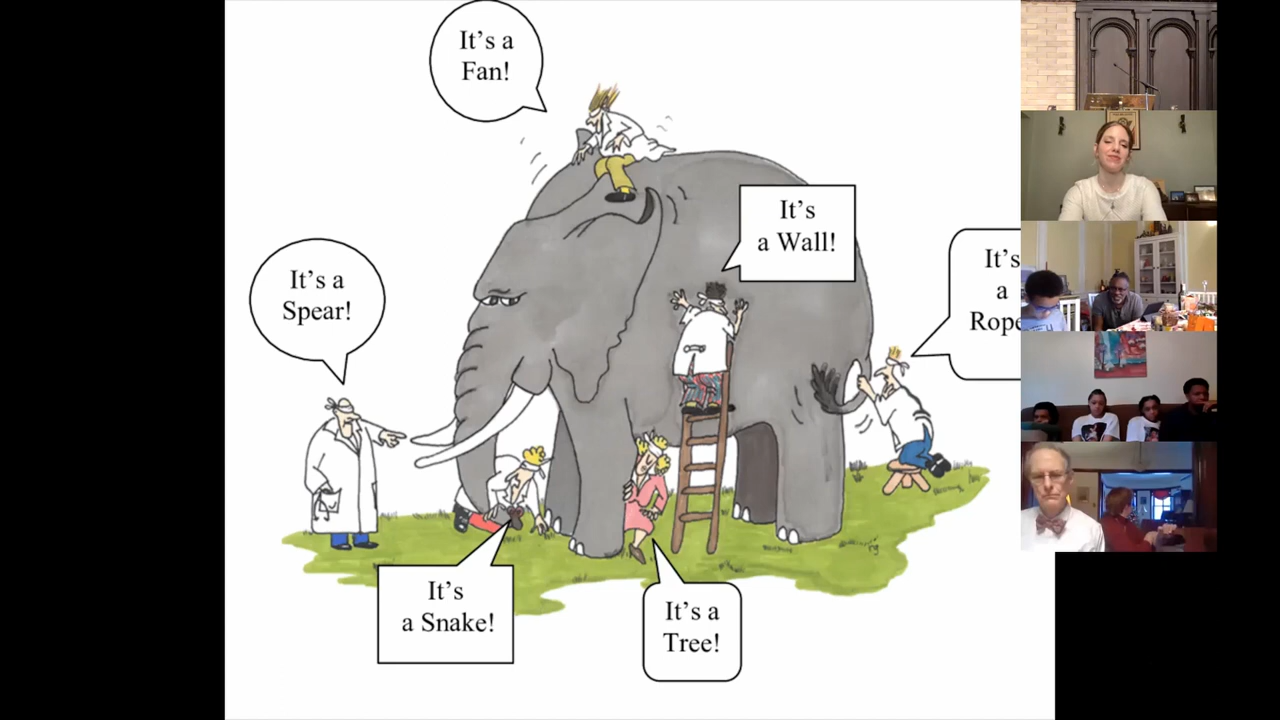 It's a
Fan!
It's
a Wall!
It's a
Spear!
It's
a
Rope
It's
a Snake!
It's a
Tree!